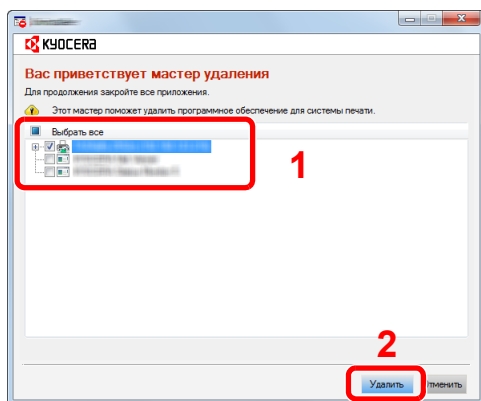 KYOCERA
Вас приветствует мастер удаления
Для продолжения закройте все приложения.
Этот мастер поможет удалить программное обеспечение для системы печати.
Выбрать все
1
2
Удалить тменить